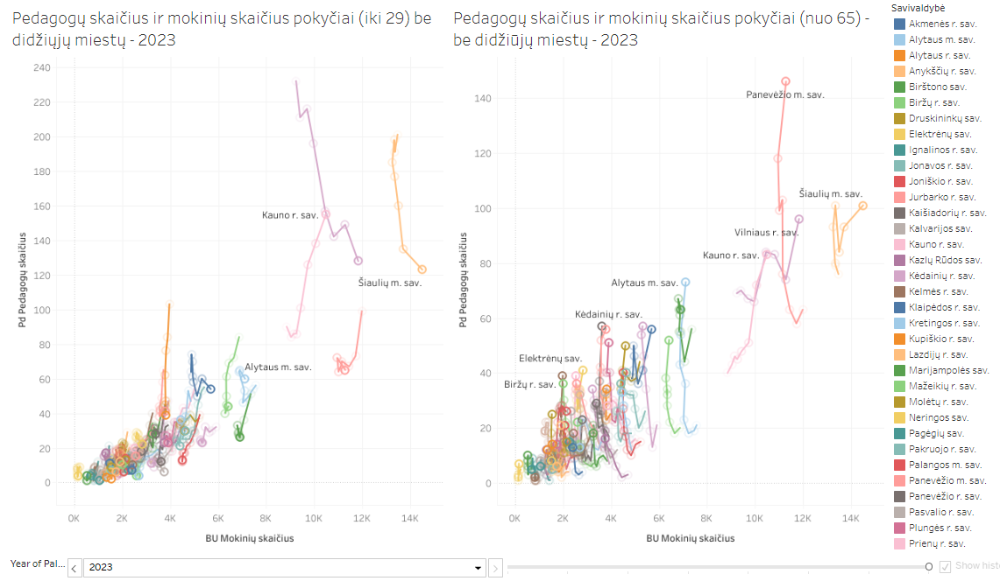 Pedagogų skaičius ir mokinių skaičius pokyčiai (iki 29) be
didžiųjų miestų - 2023
Pedagogų skaičius ir mokinių skaičius pokyčiai (nuo 65) -
be didžiūjų miestų - 2023
Pd Pedagogų skaičius
240
220
200
180
160
140
120
100
80
60
40
20
0
Kauno r. sav.
Šiaulių m. sav.
Alytaus m. sav.
0K
2K
4K
6K
8K
10K
12K
14K
BU Mokinių skaičius
Pd Pedagogų skaičius
140
120
100
80
60
40
20
0
Panevėžio m. sav.
Šiaulių m. sav.
Vilniaus r. sav.
Kauno r. sav.
Alytaus m. sav.
Kėdainių r. sav.
Elektrėnų sav.
Biržų r. sav.
0K
2K
4K
6K
8K
10K
12K
14K
BU Mokinių skaičius
Savivaldybė
Akmenės r. sav.
Alytaus m. sav.
Alytaus r. sav.
Anykščių r. sav.
Birštono sav.
Biržų r. sav.
Druskininkų sav.
Elektrėnų sav.
Ignalinos r. sav.
Jonavos r. sav.
Joniškio r. sav.
Jurbarko r. sav.
Kaišiadorių r. sav.
Kalvarijos sav.
Kauno r. sav.
Kazlų Rūdos sav.
Kėdainių r. sav.
Kelmės r. sav.
Klaipėdos r. sav.
Kretingos r. sav.
Kupiškio r. sav.
Lazdijų r. sav.
Marijampolės sav.
Mažeikių r. sav.
Molėtų r. sav.
Neringos sav.
Pagėgių sav.
Pakruojo r. sav.
Palangos m. sav.
Panevėžio m. sav.
Panevėžio r. sav.
Pasvalio r. sav.
Plungės r. sav.
Prienų r. sav.
Year of Pal...
2023
Show histo